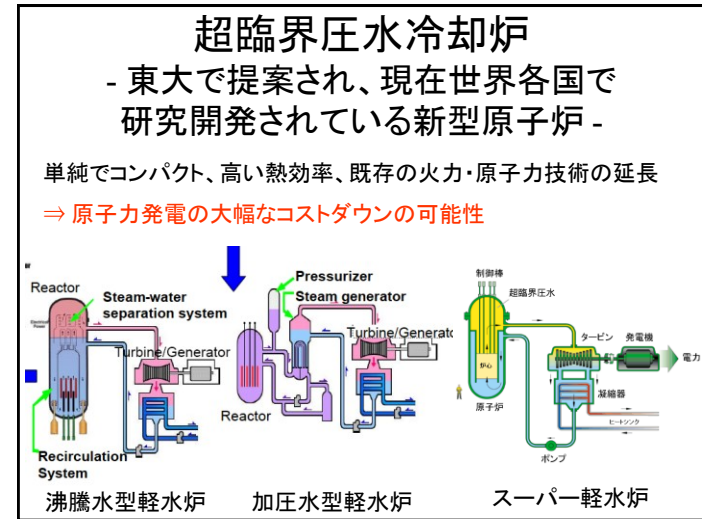 超臨界圧水冷却炉
- 東大で提案され、現在世界各国で
研究開発されている新型原子炉 -
単純でコンパクト、高い熱効率、既存の火力・原子力技術の延長
⇒ 原子力発電の大幅なコストダウンの可能性
Reactor
Steam-water
separation system
Turbine/Generator
Recirculation
System
沸騰水型軽水炉
Pressurizer
Steam generator
Turbine/Generato
Reactor
加圧水型軽水炉
制御棒
超臨界圧水
タービン
発電機
電力
炉心
原子炉
凝縮器
ヒートシンク
ポンプ
スーパー軽水炉